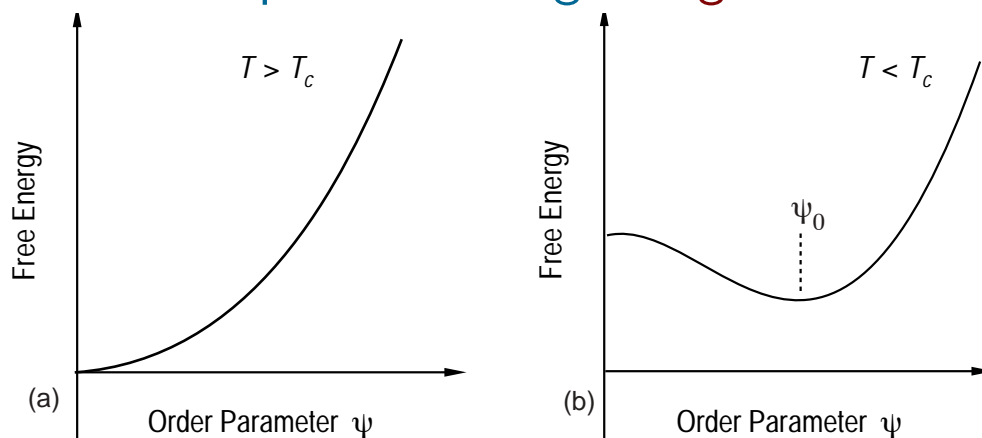 T > Tc
Free Energy
(a)
Order Parameter ψ
T < Tc
Free Energy
ψ0
(b)
Order Parameter ψ